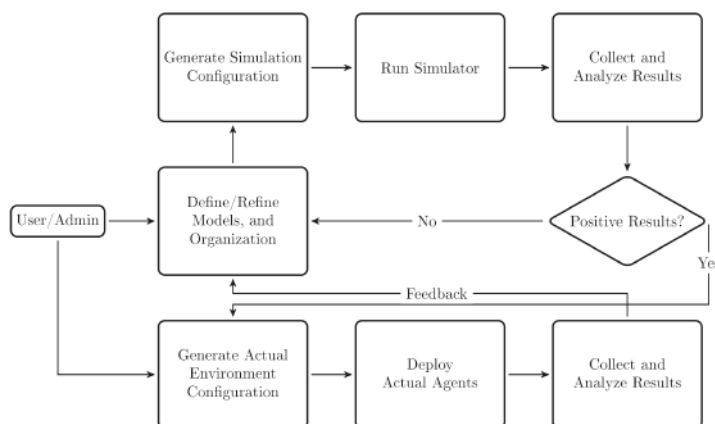 Generate Simulation
Configuration
Run Simulator
Collect and
Analyze Results
User/Admin
Define/Refine
Models, and
Organization
No
Positive Results?
Yes
Feedback
Generate Actual
Environment
Configuration
Deploy
Actual Agents
Collect and
Analyze Results